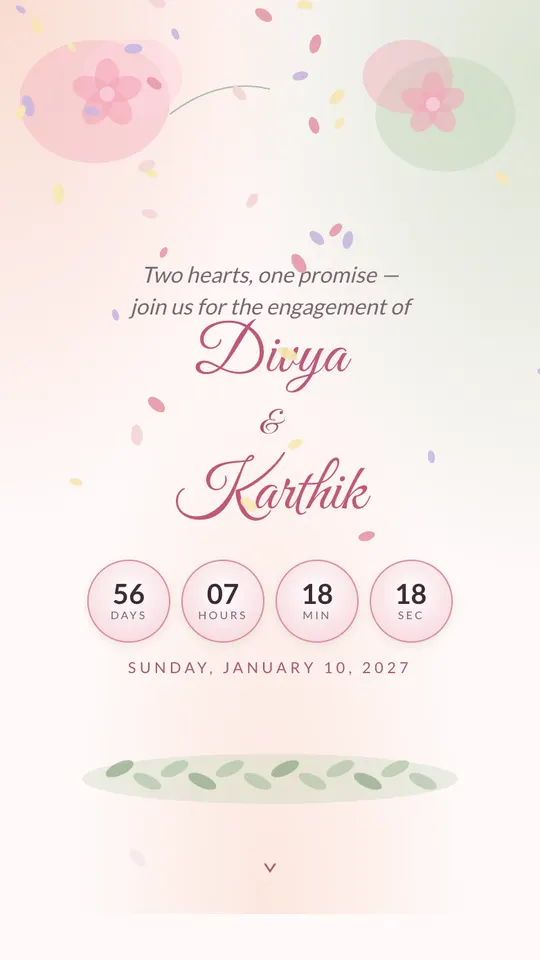 Two hearts, one promise —
join us for the engagement of
Divya
&
Karthik
56 07 18 18
DAYS HOURS MIN SEC
SUNDAY, JANUARY 10, 2027